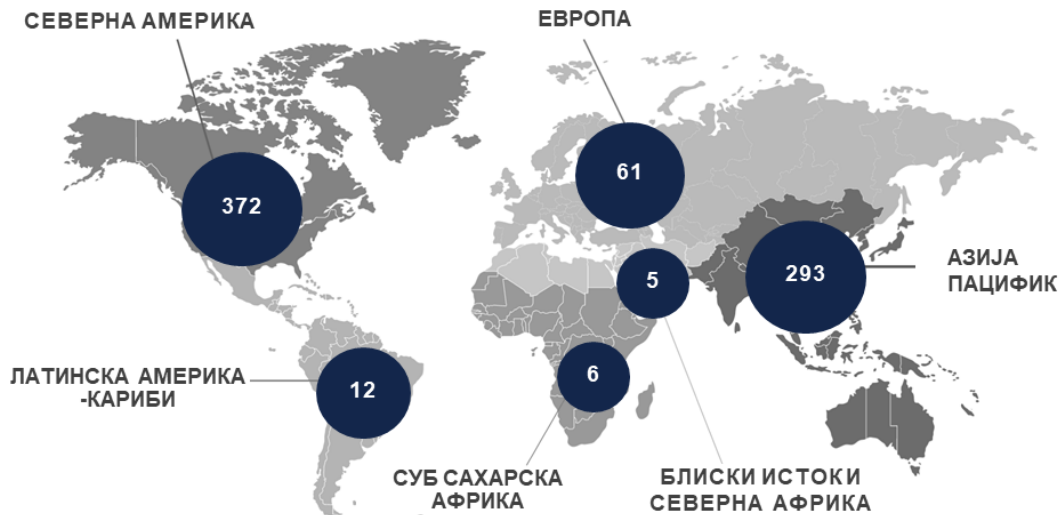 СЕВЕРНА АМЕРИКА
ЕВРОПА
61
372
АЗИЈА
ПАЦИФИК
293
5
ЛАТИНСКА АМЕРИКА
-КАРИБИ
12
6
СУБ САХАРСКА
АФРИКА
БЛИСКИ ИСТОК И
СЕВЕРНА АФРИКА